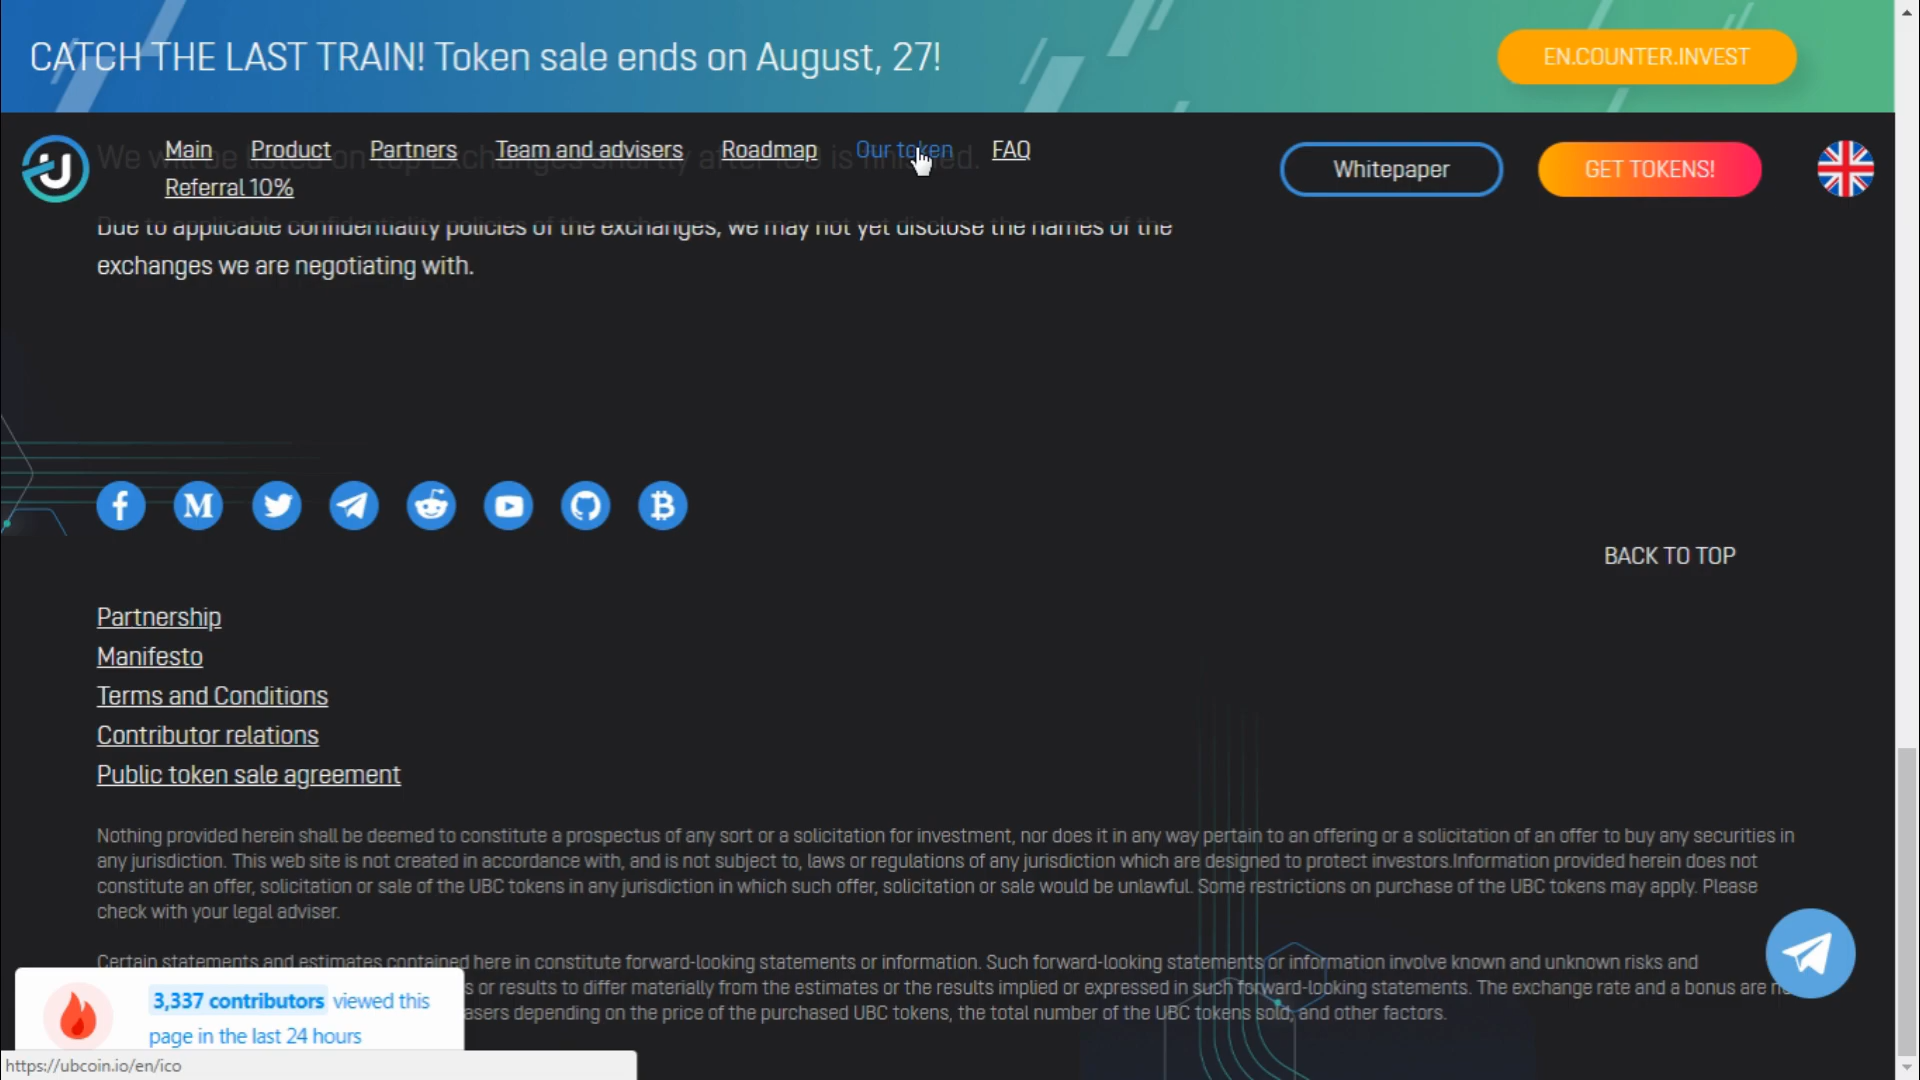 CATCH THE LAST TRAIN! Token sale ends on August, 27!
EN.COUNTER.INVEST
Main Product Partners Team and advisers Roadmap Our token FAQ
Referral 10%
Whitepaper
GET TOKENS!
We will be listed on top Exchanges shortly after ICO is finished.
Due to applicable confidentiality policies of the exchanges, we may not yet disclose the names of the
exchanges we are negotiating with.
BACK TO TOP
Partnership
Manifesto
Terms and Conditions
Contributor relations
Public token sale agreement
Nothing provided herein shall be deemed to constitute a prospectus of any sort or a solicitation for investment, nor does it in any way pertain to an offering or a solicitation of an offer to buy any securities in
any jurisdiction. This web site is not created in accordance with, and is not subject to, laws or regulations of any jurisdiction which are designed to protect investors.Information provided herein does not
constitute an offer, solicitation or sale of the UBC tokens in any jurisdiction in which such offer, solicitation or sale would be unlawful. Some restrictions on purchase of the UBC tokens may apply. Please
check with your legal adviser.
Certain statements and estimates contained here in constitute forward-looking statements or information. Such forward-looking statements or information involve known and unknown risks and
s or results to differ materially from the estimates or the results implied or expressed in such forward-looking statements. The exchange rate and a bonus are
asers depending on the price of the purchased UBC tokens, the total number of the UBC tokens sold, and other factors.
3,337 contributors viewed this
page in the last 24 hours
https://ubcoin.io/en/ico